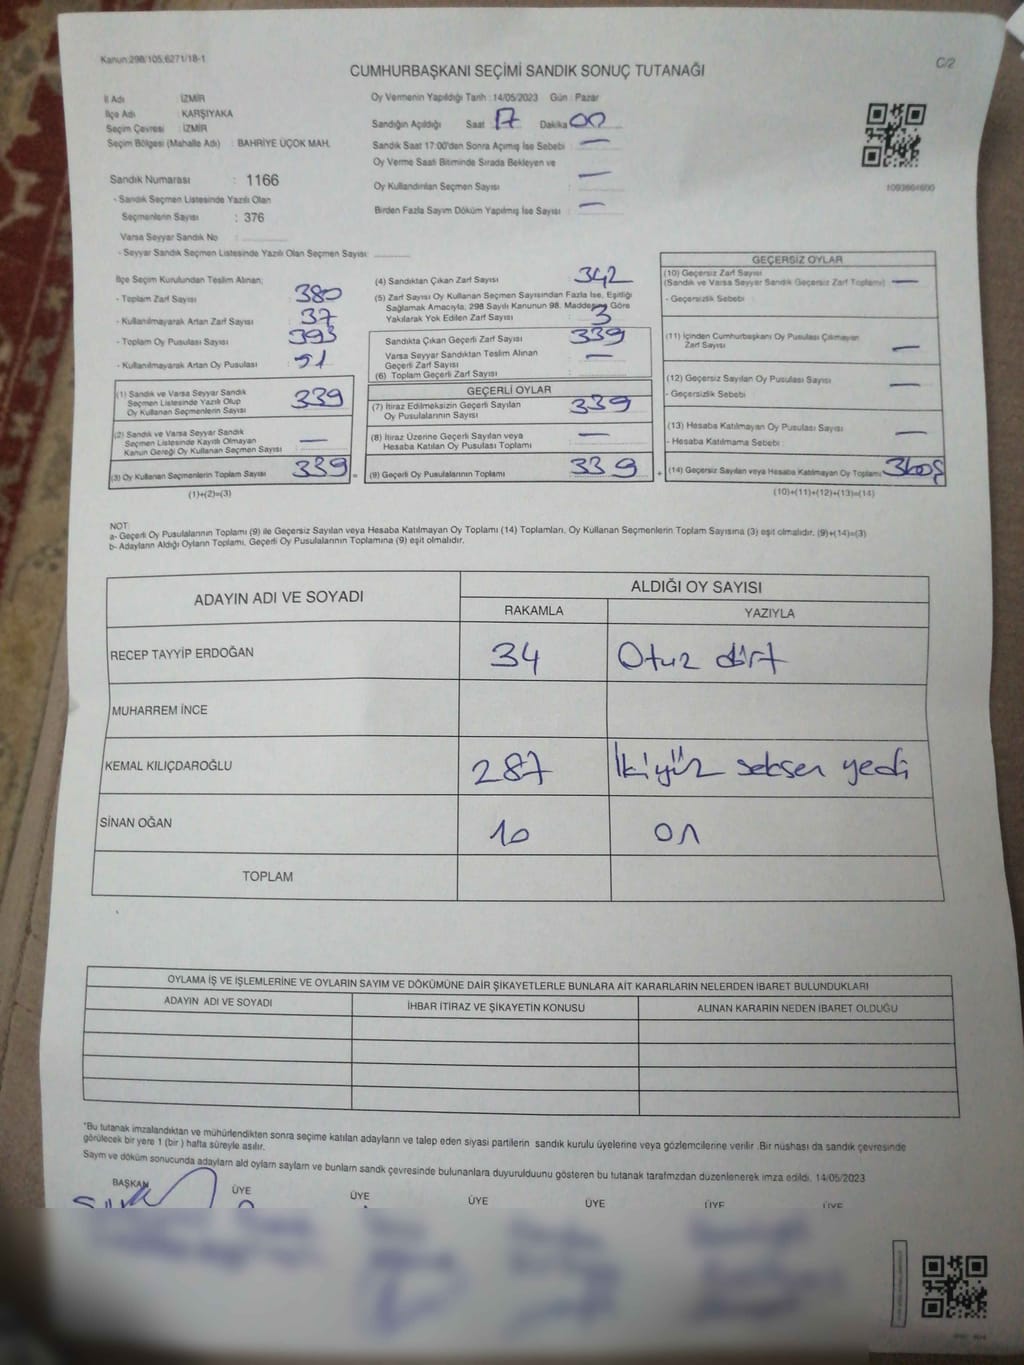 Kanun:298/105;6271/18-1
CUMHURBAŞKANI SEÇİMİ SANDIK SONUÇ TUTANAĞI
C/2
İl Adı : İZMİR
İlçe Adı : KARŞIYAKA
Seçim Çevresi : İZMİR
Seçim Bölgesi (Mahalle Adı) : BAHRİYE ÜÇOK MAH.
Sandık Numarası : 1166
- Sandık Seçmen Listesinde Yazılı Olan
Seçmenlerin Sayısı : 376
Varsa Seyyar Sandık No :
- Seyyar Sandık Seçmen Listesinde Yazılı Olan Seçmen Sayısı:
Oy Vermenin Yapıldığı Tarih : 14/05/2023 Gün : Pazar
Sandığın Açıldığı Saat 17 Dakika 00
Sandık Saat 17:00'den Sonra Açımış İse Sebebi : —
Oy Verme Saati Bitiminde Sırada Bekleyen ve
Oy Kullandırılan Seçmen Sayısı : —
Birden Fazla Sayım Döküm Yapılmış İse Sayısı : —
İlçe Seçim Kurulundan Teslim Alınan;
- Toplam Zarf Sayısı : 380
- Kullanılmayarak Artan Zarf Sayısı : 37
- Toplam Oy Pusulası Sayısı : 393
- Kullanılmayarak Artan Oy Pusulası : 51
(1) Sandık ve Varsa Seyyar Sandık
Seçmen Listesinde Yazılı Olup
Oy Kullanan Seçmenlerin Sayısı : 339
(2) Sandık ve Varsa Seyyar Sandık
Seçmen Listesinde Kayıtlı Olmayan
Kanun Gereği Oy Kullanan Seçmen Sayısı : —
(3) Oy Kullanan Seçmenlerin Toplam Sayısı : 339 =
(1)+(2)=(3)
(4) Sandıktan Çıkan Zarf Sayısı : 342
(5) Zarf Sayısı Oy Kullanan Seçmen Sayısından Fazla İse, Eşitliği
Sağlamak Amacıyla, 298 Sayılı Kanunun 98. Maddesine Göre
Yakılarak Yok Edilen Zarf Sayısı : 3
Sandıkta Çıkan Geçerli Zarf Sayısı : 339
Varsa Seyyar Sandıktan Teslim Alınan
Geçerli Zarf Sayısı : —
(6) Toplam Geçerli Zarf Sayısı
GEÇERLİ OYLAR
(7) İtiraz Edilmeksizin Geçerli Sayılan
Oy Pusulalarının Sayısı : 339
(8) İtiraz Üzerine Geçerli Sayılan veya
Hesaba Katılan Oy Pusulası Toplamı : —
(9) Geçerli Oy Pusulalarının Toplamı : 339 +
GEÇERSİZ OYLAR
(10) Geçersiz Zarf Sayısı
(Sandık ve Varsa Seyyar Sandık Geçersiz Zarf Toplamı) : —
- Geçersizlik Sebebi :
(11) İçinden Cumhurbaşkanı Oy Pusulası Çıkmayan
Zarf Sayısı : —
(12) Geçersiz Sayılan Oy Pusulası Sayısı : —
- Geçersizlik Sebebi :
(13) Hesaba Katılmayan Oy Pusulası Sayısı : —
- Hesaba Katılmama Sebebi :
(14) Geçersiz Sayılan veya Hesaba Katılmayan Oy Toplamı:
(10)+(11)+(12)+(13)=(14)
NOT:
a- Geçerli Oy Pusulalarının Toplamı (9) ile Geçersiz Sayılan veya Hesaba Katılmayan Oy Toplamı (14) Toplamları, Oy Kullanan Seçmenlerin Toplam Sayısına (3) eşit olmalıdır. (9)+(14)=(3)
b- Adayların Aldığı Oyların Toplamı, Geçerli Oy Pusulalarının Toplamına (9) eşit olmalıdır.
ADAYIN ADI VE SOYADI
ALDIĞI OY SAYISI
RAKAMLA YAZIYLA
RECEP TAYYİP ERDOĞAN 34 Otuz dört
MUHARREM İNCE
KEMAL KILIÇDAROĞLU 287 İkiyüz seksen yedi
SİNAN OĞAN 10 on
TOPLAM
OYLAMA İŞ VE İŞLEMLERİNE VE OYLARIN SAYIM VE DÖKÜMÜNE DAİR ŞİKAYETLERLE BUNLARA AİT KARARLARIN NELERDEN İBARET BULUNDUKLARI
ADAYIN ADI VE SOYADI İHBAR İTİRAZ VE ŞİKAYETİN KONUSU ALINAN KARARIN NEDEN İBARET OLDUĞU
*Bu tutanak imzalandıktan ve mühürlendikten sonra seçime katılan adayların ve talep eden siyasi partilerin sandık kurulu üyelerine veya gözlemcilerine verilir .Bir nüshası da sandık çevresinde
görülecek bir yere 1 (bir ) hafta süreyle asılır.
Sayım ve döküm sonucunda adayların ald oylarn sayları ve bunların sandk çevresinde bulunanlara duyurulduunu gösteren bu tutanak tarafmzdan düzenlenerek imza edildi. 14/05/2023
BAŞKAN ÜYE ÜYE ÜYE ÜYE ÜYE ÜYE